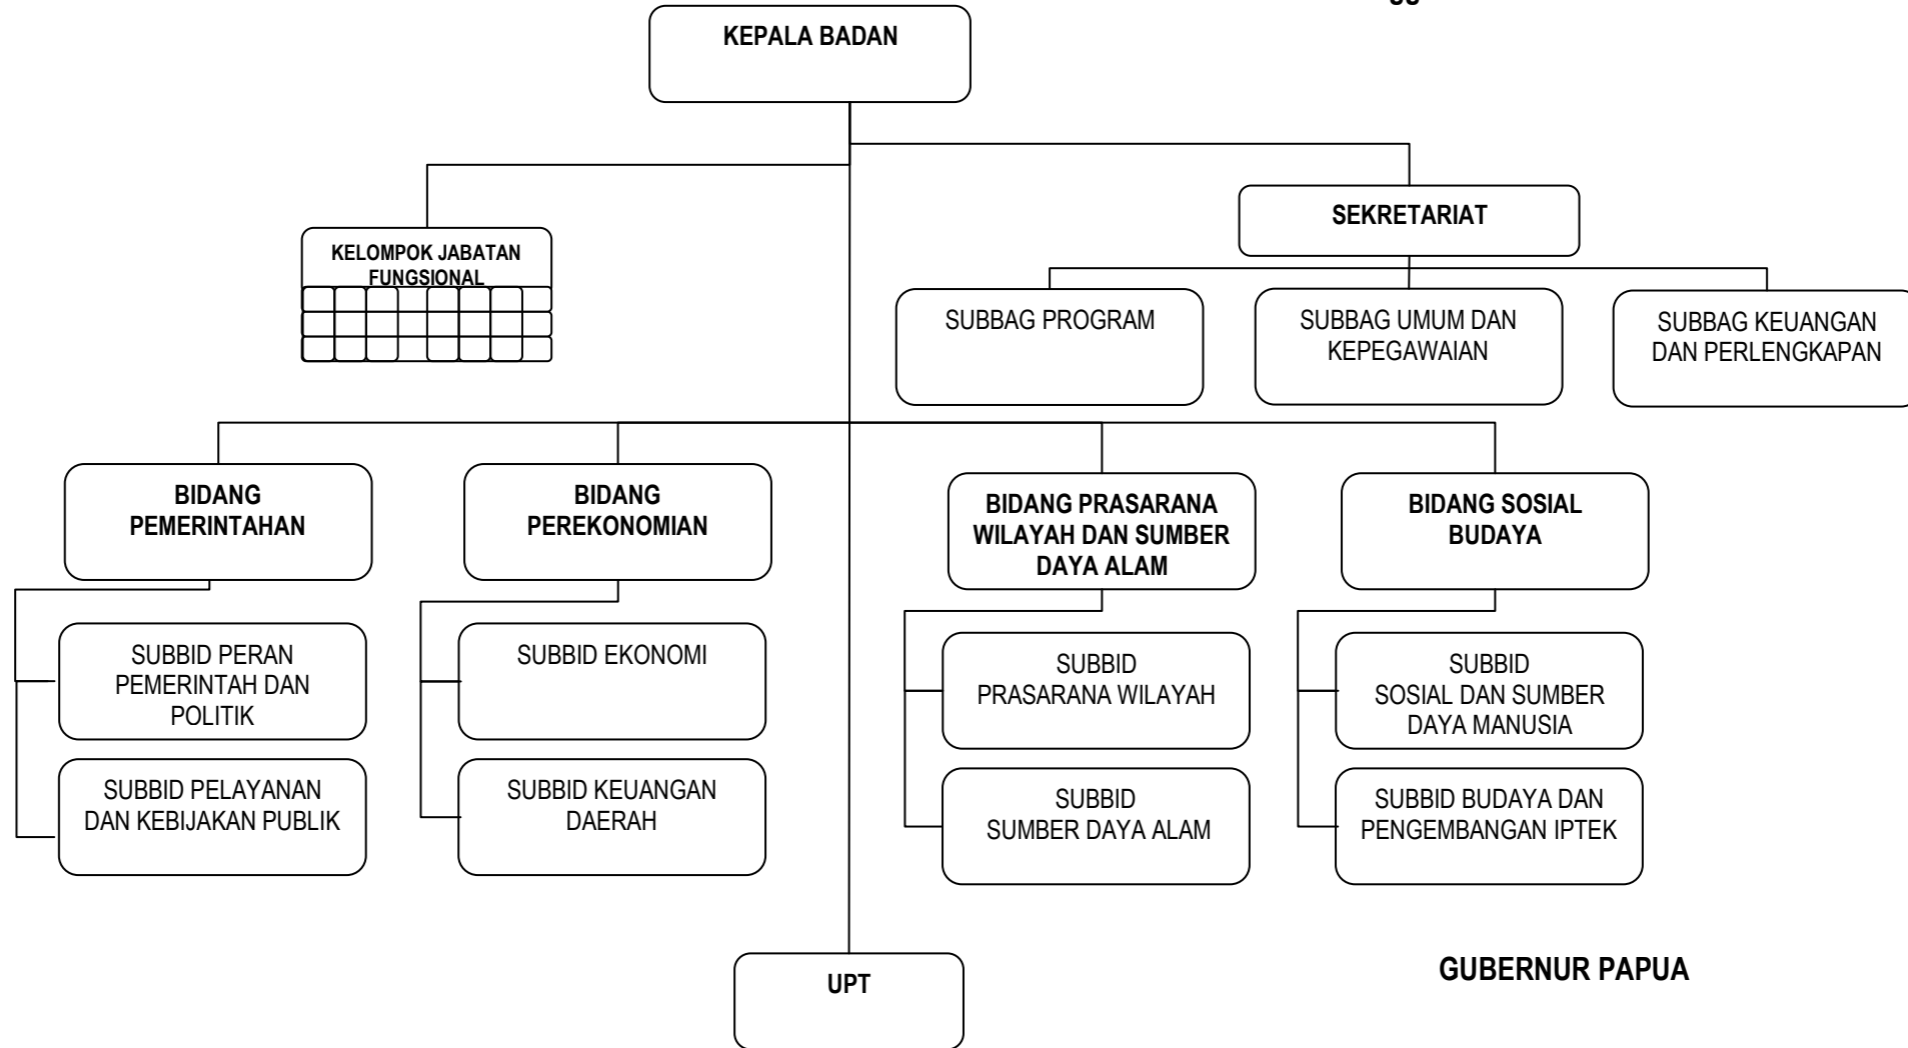 KEPALA BADAN
SEKRETARIAT
KELOMPOK JABATAN
FUNGSIONAL
SUBBAG PROGRAM
SUBBAG UMUM DAN
KEPEGAWAIAN
SUBBAG KEUANGAN
DAN PERLENGKAPAN
BIDANG
PEMERINTAHAN
BIDANG
PEREKONOMIAN
BIDANG PRASARANA
WILAYAH DAN SUMBER
DAYA ALAM
BIDANG SOSIAL
BUDAYA
SUBBID PERAN
PEMERINTAH DAN
POLITIK
SUBBID EKONOMI
SUBBID
PRASARANA WILAYAH
SUBBID
SOSIAL DAN SUMBER
DAYA MANUSIA
SUBBID PELAYANAN
DAN KEBIJAKAN PUBLIK
SUBBID KEUANGAN
DAERAH
SUBBID
SUMBER DAYA ALAM
SUBBID BUDAYA DAN
PENGEMBANGAN IPTEK
GUBERNUR PAPUA
UPT